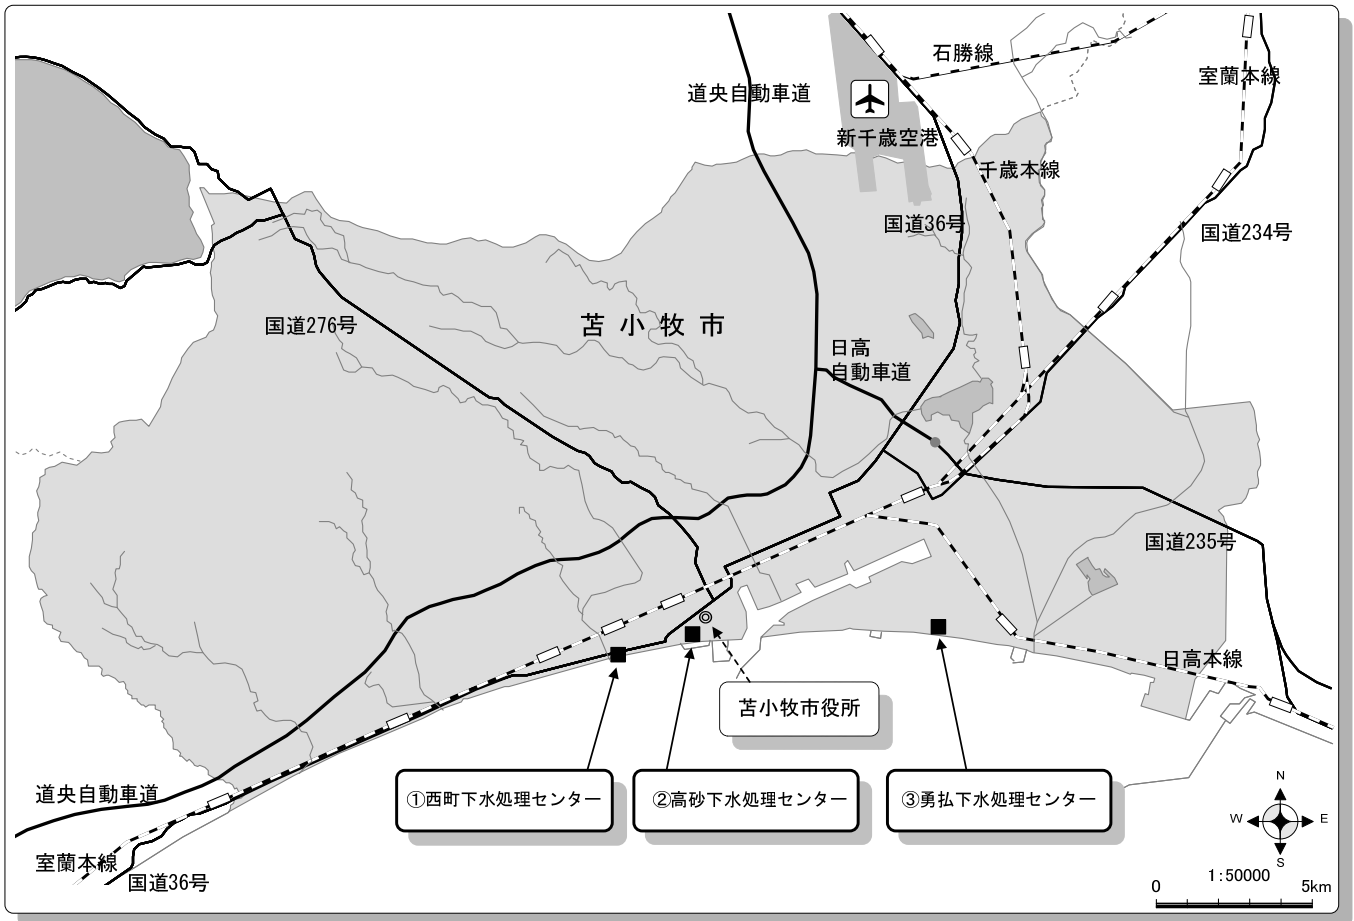 石勝線
室蘭本線
道央自動車道
新千歳空港
千歳本線
国道36号
国道234号
国道276号
苫小牧市
日高
自動車道
国道235号
日高本線
苫小牧市役所
①西町下水処理センター
②高砂下水処理センター
③勇払下水処理センター
道央自動車道
室蘭本線
国道36号
N
W
E
S
1:50000
0
5km